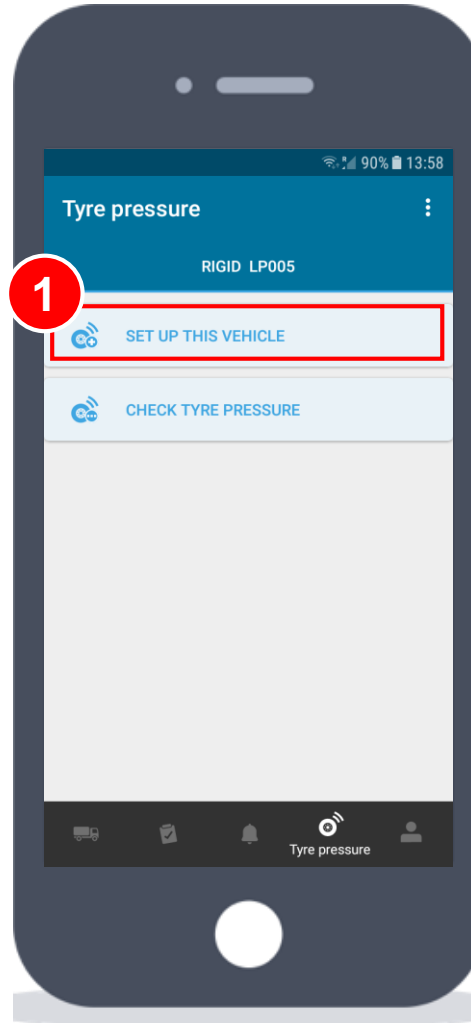 90% 13:58
Tyre pressure
RIGID LP005
1
SET UP THIS VEHICLE
CHECK TYRE PRESSURE
Tyre pressure